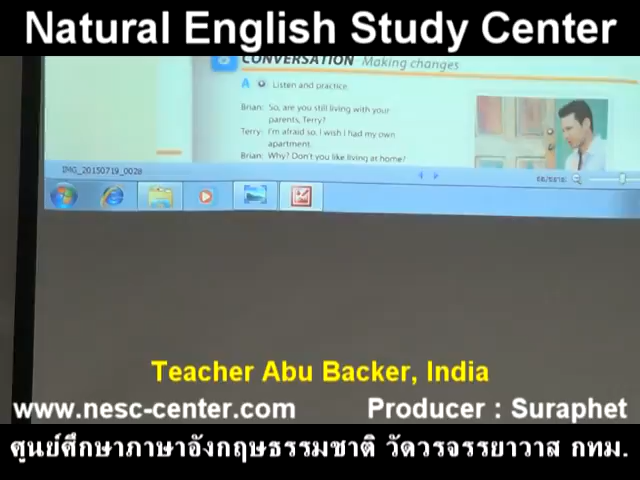 Natural English Study Center
8 CONVERSATION Making changes
A Listen and practice.
Brian: So, are you still living with your
parents, Terry?
Terry: I'm afraid so. I wish I had my own
apartment.
Brian: Why? Don't you like living at home?
IMG_20150719_0028
Teacher Abu Backer, India
www.nesc-center.com Producer : Suraphet
ศูนย์ศึกษาภาษาอังกฤษธรรมชาติ วัดวรจรรยาวาส กทม.